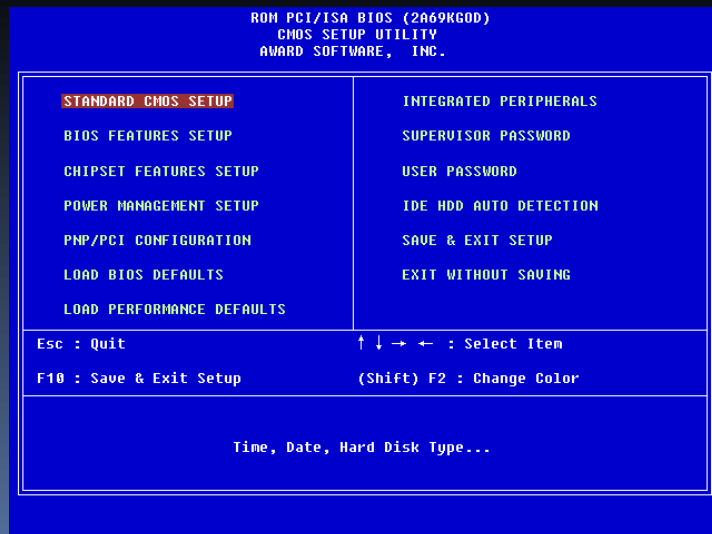 ROM PCI/ISA BIOS (2A69KGOD)
CMOS SETUP UTILITY
AWARD SOFTWARE, INC.
STANDARD CMOS SETUP
BIOS FEATURES SETUP
CHIPSET FEATURES SETUP
POWER MANAGEMENT SETUP
PNP/PCI CONFIGURATION
LOAD BIOS DEFAULTS
LOAD PERFORMANCE DEFAULTS
INTEGRATED PERIPHERALS
SUPERVISOR PASSWORD
USER PASSWORD
IDE HDD AUTO DETECTION
SAVE & EXIT SETUP
EXIT WITHOUT SAVING
Esc : Quit
F10 : Save & Exit Setup
↑ ↓ → ← : Select Item
(Shift) F2 : Change Color
Time, Date, Hard Disk Type...